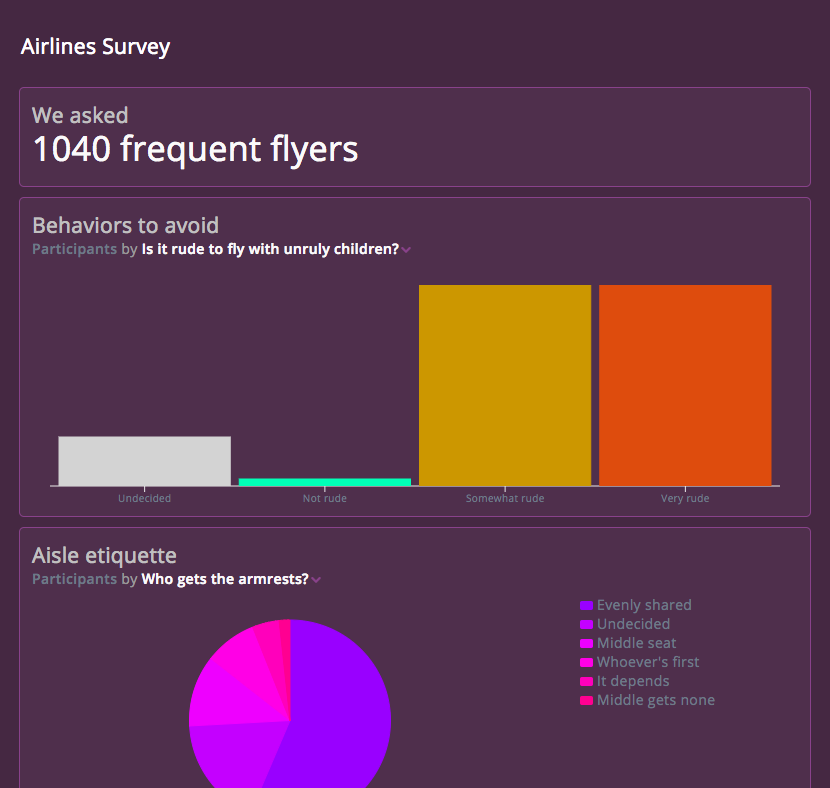 Airlines Survey
We asked
1040 frequent flyers
Behaviors to avoid
Participants by Is it rude to fly with unruly children?
Undecided
Not rude
Somewhat rude
Very rude
Aisle etiquette
Participants by Who gets the armrests?
Evenly shared
Undecided
Middle seat
Whoever's first
It depends
Middle gets none